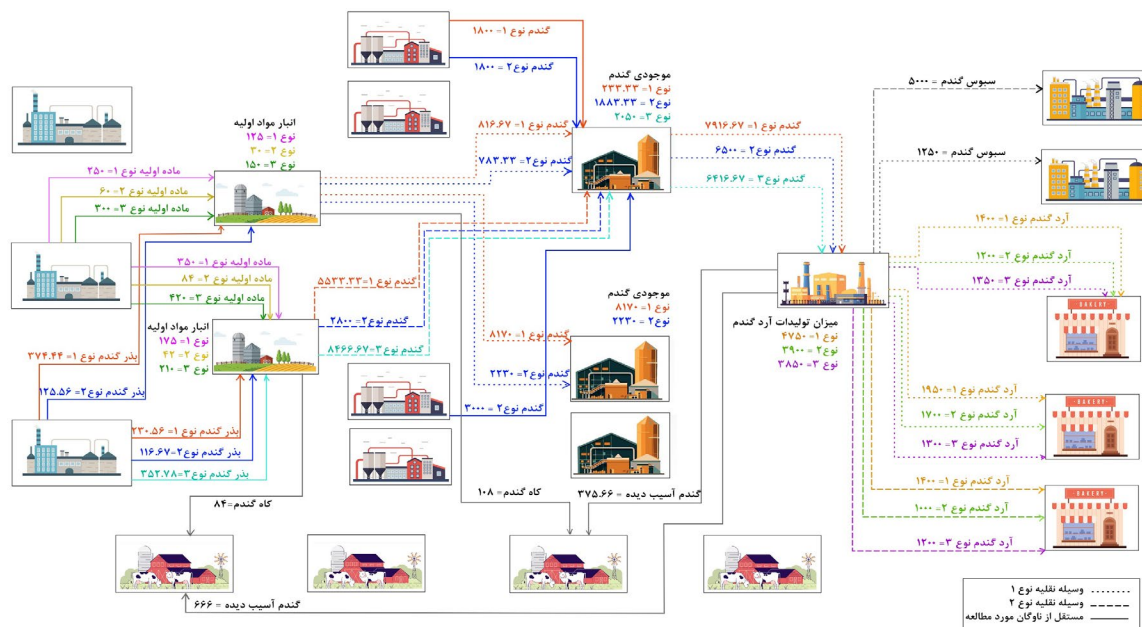 گندم نوع ۱ =۱۸۰۰
گندم نوع۲ = ۱۸۰۰
موجودی گندم
نوع ۱= ۲۳۳.۳۳
نوع ۲= ۱۸۸۳.۳۳
نوع ۳ = ۲۰۵۰
سبوس گندم = ۵۰۰۰
سبوس گندم = ۱۲۵۰
انبار مواد اولیه
نوع ۱= ۱۲۵
نوع ۲ = ۳۰
نوع ۳= ۱۵۰
گندم نوع ۱= ۸۱۶.۶۷
گندم نوع۲ = ۷۸۳.۳۳
گندم نوع ۱= ۷۹۱۶.۶۷
گندم نوع۲ = ۶۵۰۰
گندم نوع۳ = ۶۴۱۶.۶۷
ماده اولیه نوع ۱= ۲۵۰
ماده اولیه نوع ۲= ۶۰
ماده اولیه نوع ۳ = ۳۰۰
آرد گندم نوع ۱ = ۱۴۰۰
آرد گندم نوع ۲ = ۱۲۰۰
آرد گندم نوع ۳ = ۱۳۵۰
ماده اولیه نوع ۱ = ۳۵۰
ماده اولیه نوع ۲ = ۸۴
ماده اولیه نوع ۳ = ۴۲۰
گندم نوع ۱= ۵۵۳۳.۳۳
گندم نوع۲= ۲۸۰۰
گندم نوع۳= ۸۴۶۶.۶۷
انبار مواد اولیه
نوع ۱= ۱۷۵
نوع ۲ = ۴۲
نوع ۳= ۲۱۰
موجودی گندم
نوع ۱= ۸۱۷۰
نوع ۲= ۲۲۳۰
میزان تولیدات آرد گندم
نوع ۱= ۴۷۵۰
نوع ۲= ۳۹۰۰
نوع ۳= ۳۸۵۰
گندم نوع ۱= ۸۱۷۰
گندم نوع۲ = ۲۲۳۰
گندم نوع۲ = ۳۰۰۰
بذر گندم نوع ۱ = ۳۷۴.۴۴
بذر گندم نوع ۲= ۱۲۵.۵۶
بذر گندم نوع ۱ = ۲۳۰.۵۶
بذر گندم نوع۲= ۱۱۶.۶۷
بذر گندم نوع۳= ۳۵۲.۷۸
آرد گندم نوع ۱ = ۱۹۵۰
آرد گندم نوع ۲ = ۱۷۰۰
آرد گندم نوع ۳ = ۱۳۰۰
آرد گندم نوع ۱ = ۱۴۰۰
آرد گندم نوع ۲ = ۱۰۰۰
آرد گندم نوع ۳ = ۱۲۰۰
BAKERY
BAKERY
BAKERY
کاه گندم= ۸۴
کاه گندم= ۱۰۸
گندم آسیب دیده = ۳۷۵.۶۶
گندم آسیب دیده = ۶۶۶
وسیله نقلیه نوع ۱
وسیله نقلیه نوع ۲
مستقل از ناوگان مورد مطالعه